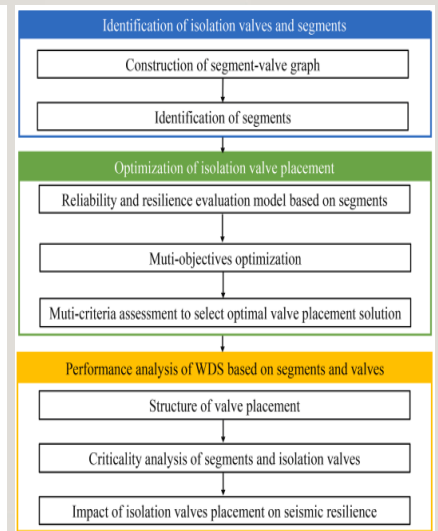 Identification of isolation valves and segments
Construction of segment-valve graph
Identification of segments
Optimization of isolation valve placement
Reliability and resilience evaluation model based on segments
Muti-objectives optimization
Muti-criteria assessment to select optimal valve placement solution
Performance analysis of WDS based on segments and valves
Structure of valve placement
Criticality analysis of segments and isolation valves
Impact of isolation valves placement on seismic resilience